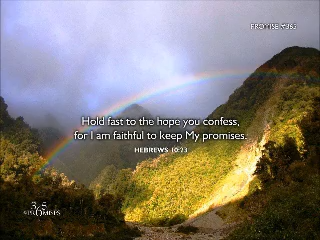 PROMISE #365
Hold fast to the hope you confess,
for I am faithful to keep My promises.
HEBREWS 10:23
365
PROMISES